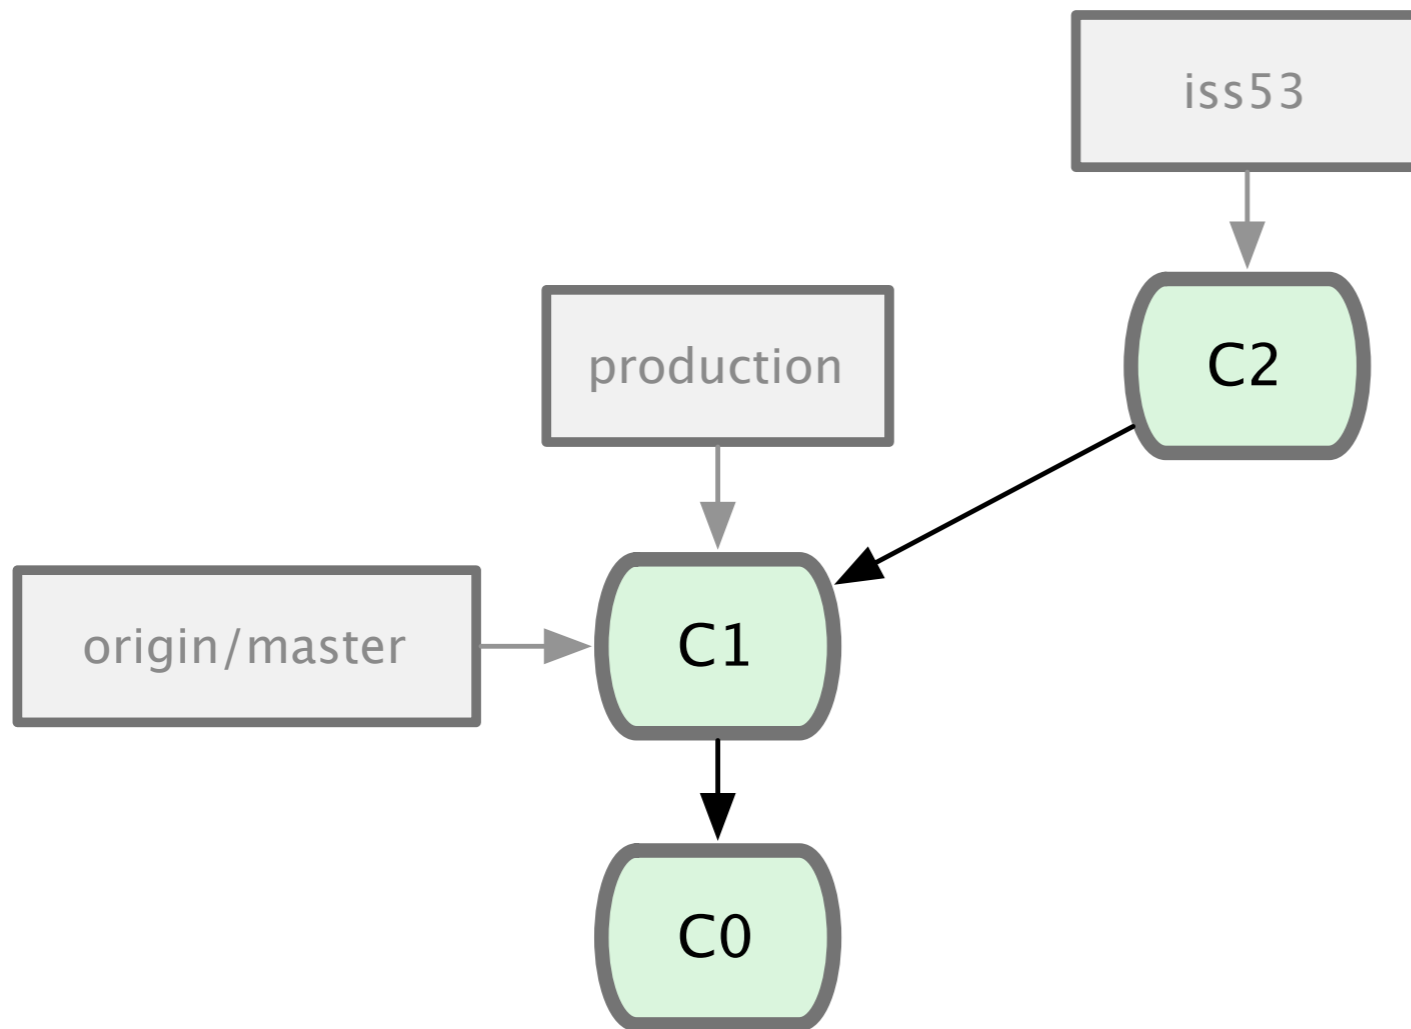 iss53
production
C2
origin/master
C1
C0